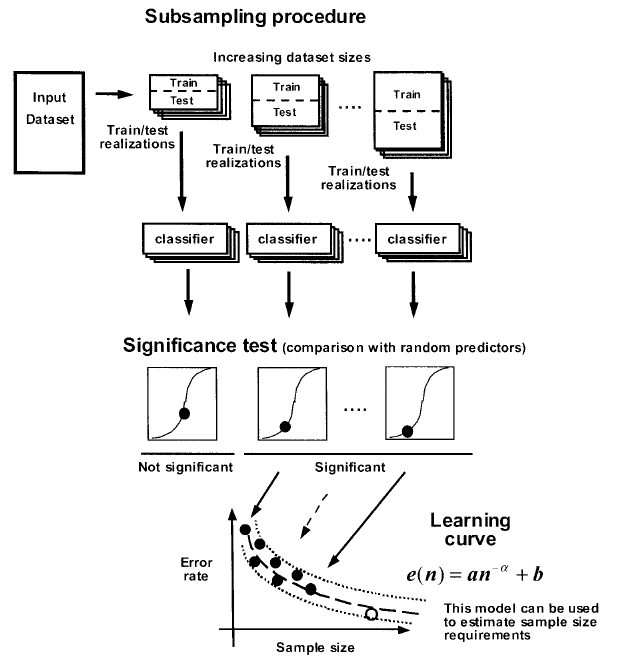 Subsampling procedure
Increasing dataset sizes
Input
Dataset
Train
Test
Train
Test
....
Train
Test
Train/test
realizations
Train/test
realizations
Train/test
realizations
classifier
classifier
....
classifier
Significance test (comparison with random predictors)
....
Not significant
Significant
Learning
curve
Error
rate
e(n) = an^{-α} + b
This model can be used
to estimate sample size
requirements
Sample size